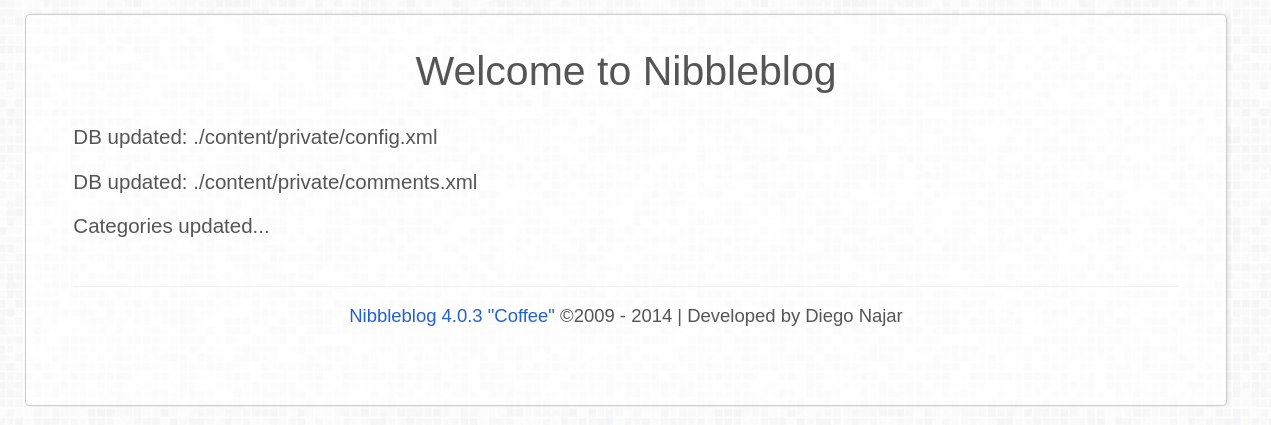 Welcome to Nibbleblog
DB updated: ./content/private/config.xml
DB updated: ./content/private/comments.xml
Categories updated...
Nibbleblog 4.0.3 "Coffee" ©2009 - 2014 | Developed by Diego Najar